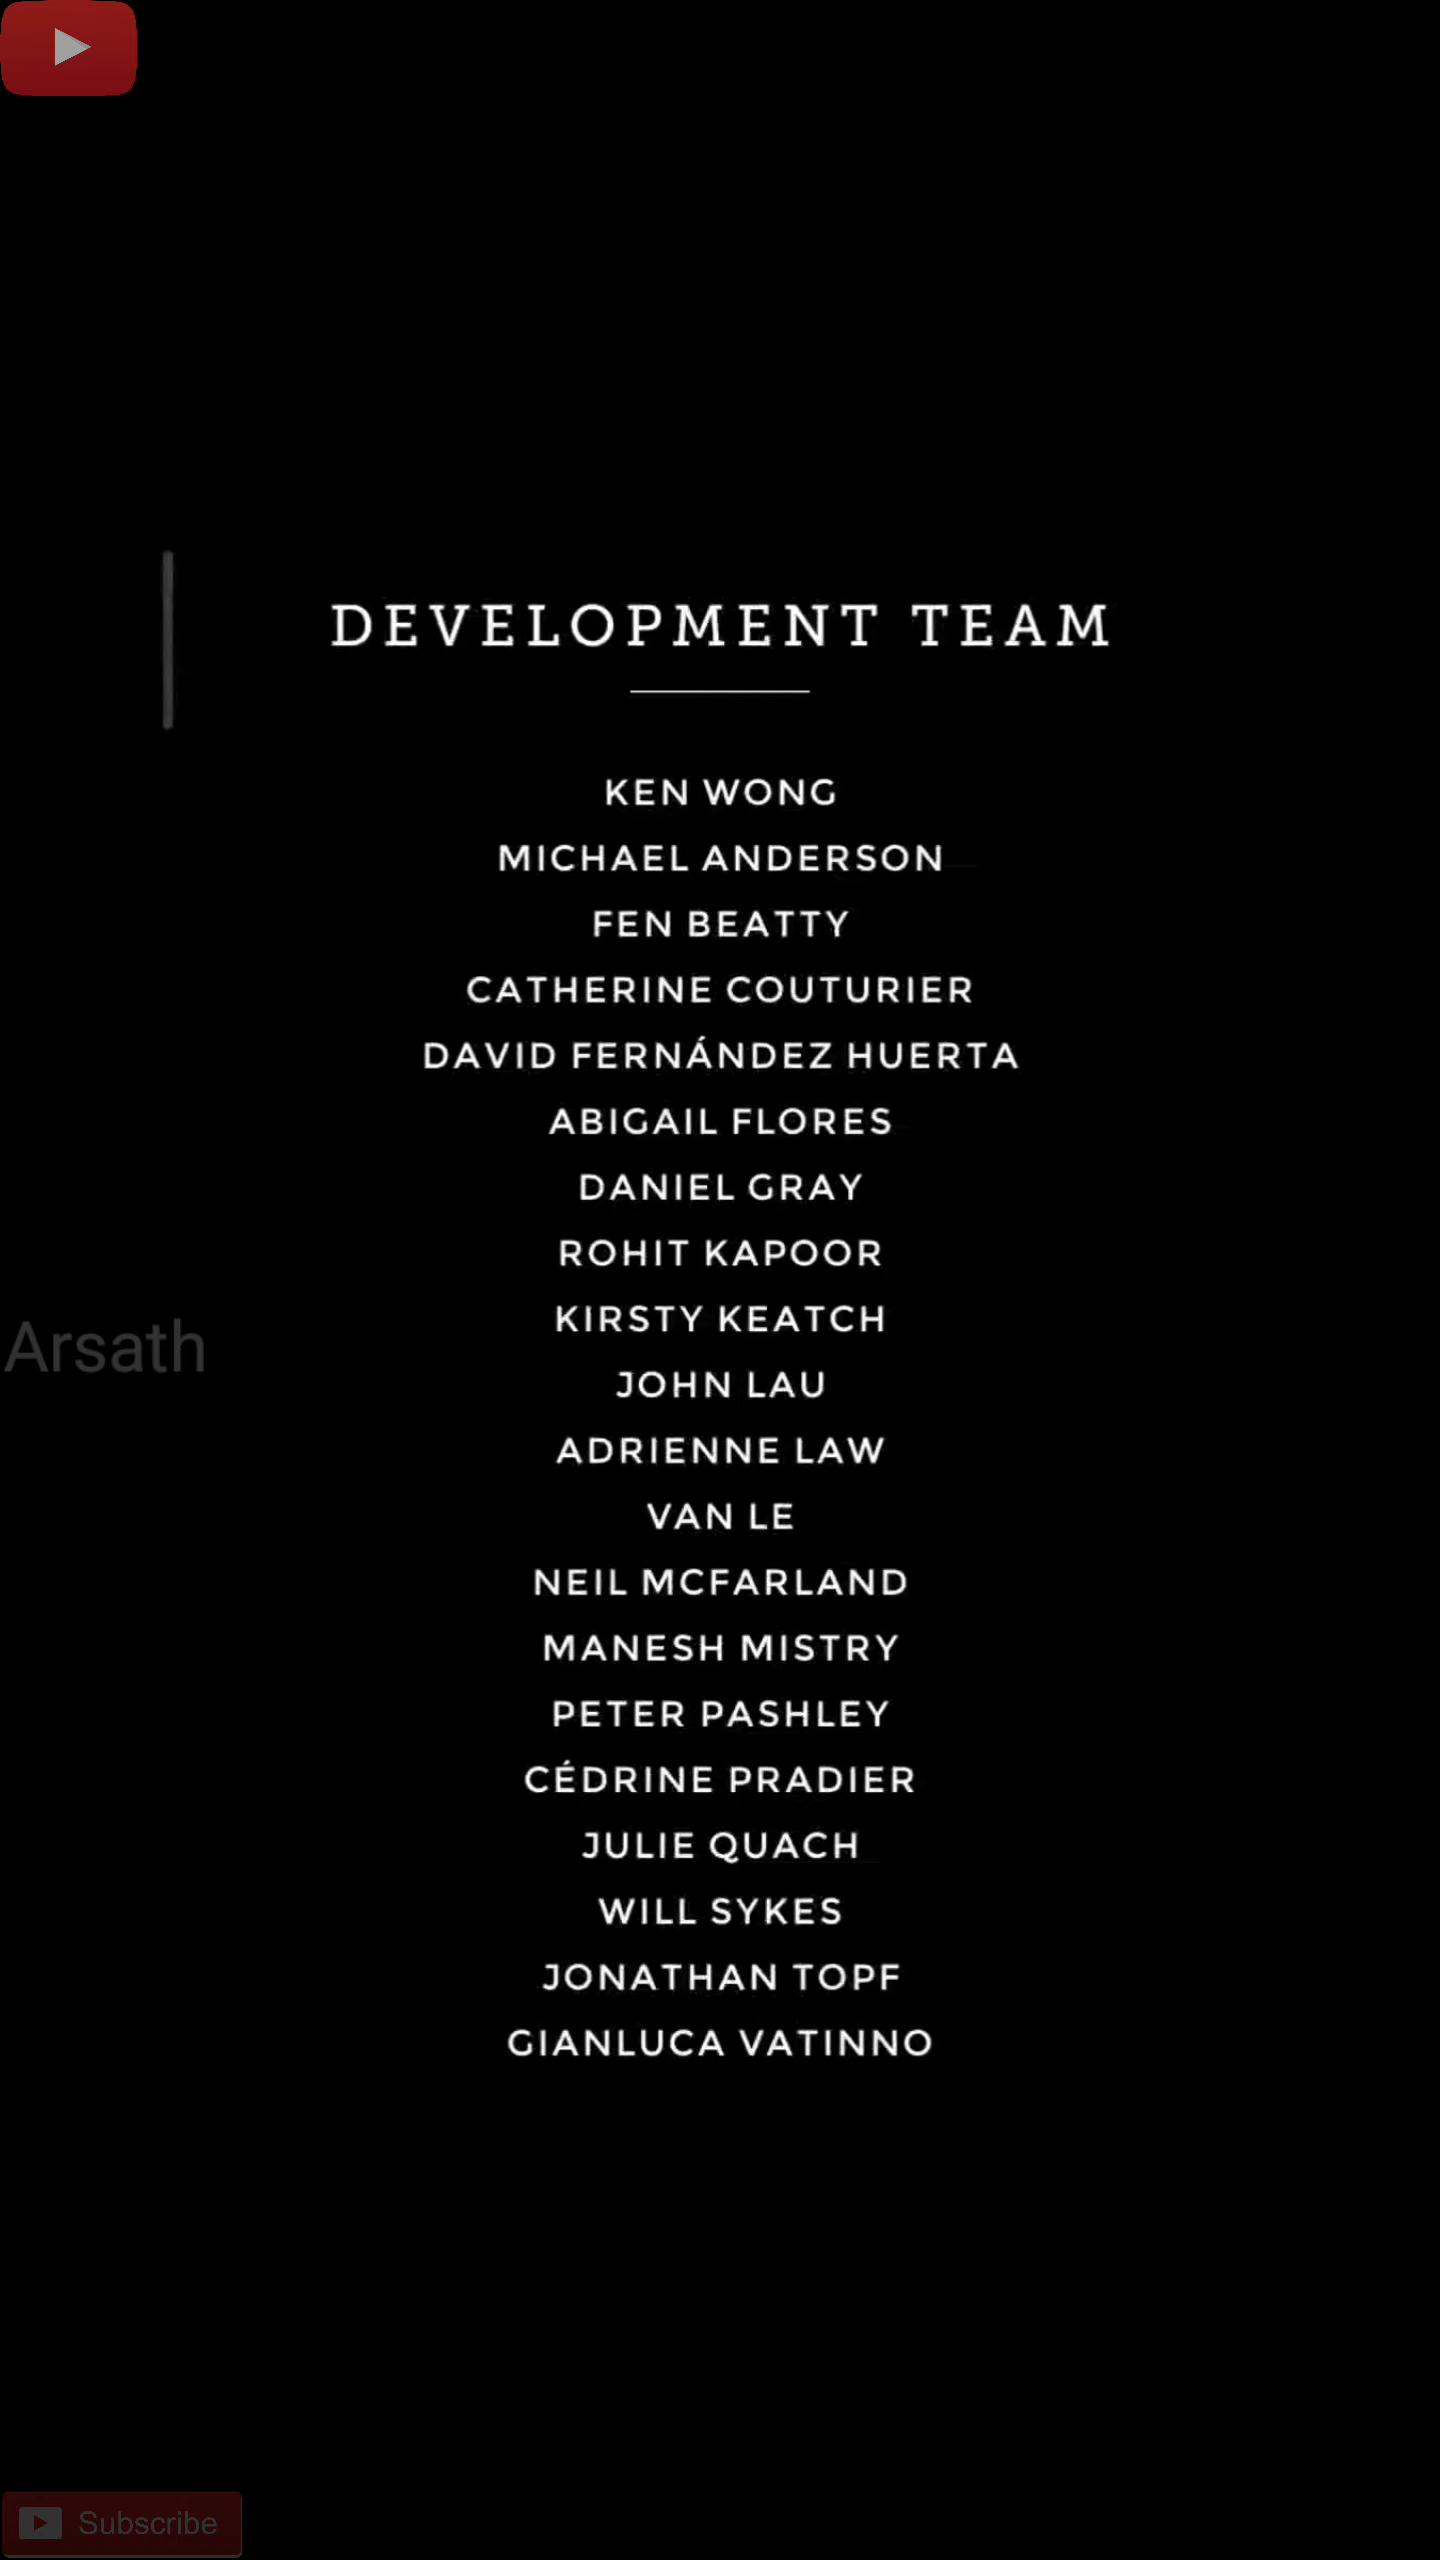 DEVELOPMENT TEAM
KEN WONG
MICHAEL ANDERSON
FEN BEATTY
CATHERINE COUTURIER
DAVID FERNÁNDEZ HUERTA
ABIGAIL FLORES
DANIEL GRAY
ROHIT KAPOOR
KIRSTY KEATCH
Arsath
JOHN LAU
ADRIENNE LAW
VAN LE
NEIL MCFARLAND
MANESH MISTRY
PETER PASHLEY
CÉDRINE PRADIER
JULIE QUACH
WILL SYKES
JONATHAN TOPF
GIANLUCA VATINNO
Subscribe